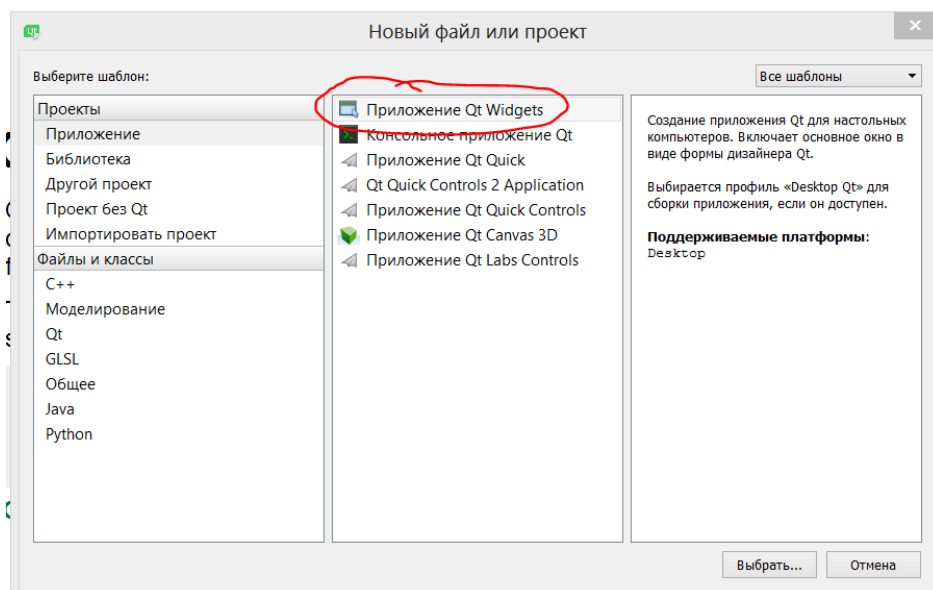 Новый файл или проект
Выберите шаблон:
Все шаблоны
Проекты
Приложение
Библиотека
Другой проект
Проект без Qt
Импортировать проект
Файлы и классы
C++
Моделирование
Qt
GLSL
Общее
Java
Python
Приложение Qt Widgets
Консольное приложение Qt
Приложение Qt Quick
Qt Quick Controls 2 Application
Приложение Qt Quick Controls
Приложение Qt Canvas 3D
Приложение Qt Labs Controls
Создание приложения Qt для настольных
компьютеров. Включает основное окно в
виде формы дизайнера Qt.
Выбирается профиль «Desktop Qt» для
сборки приложения, если он доступен.
Поддерживаемые платформы:
Desktop
Выбрать...
Отмена